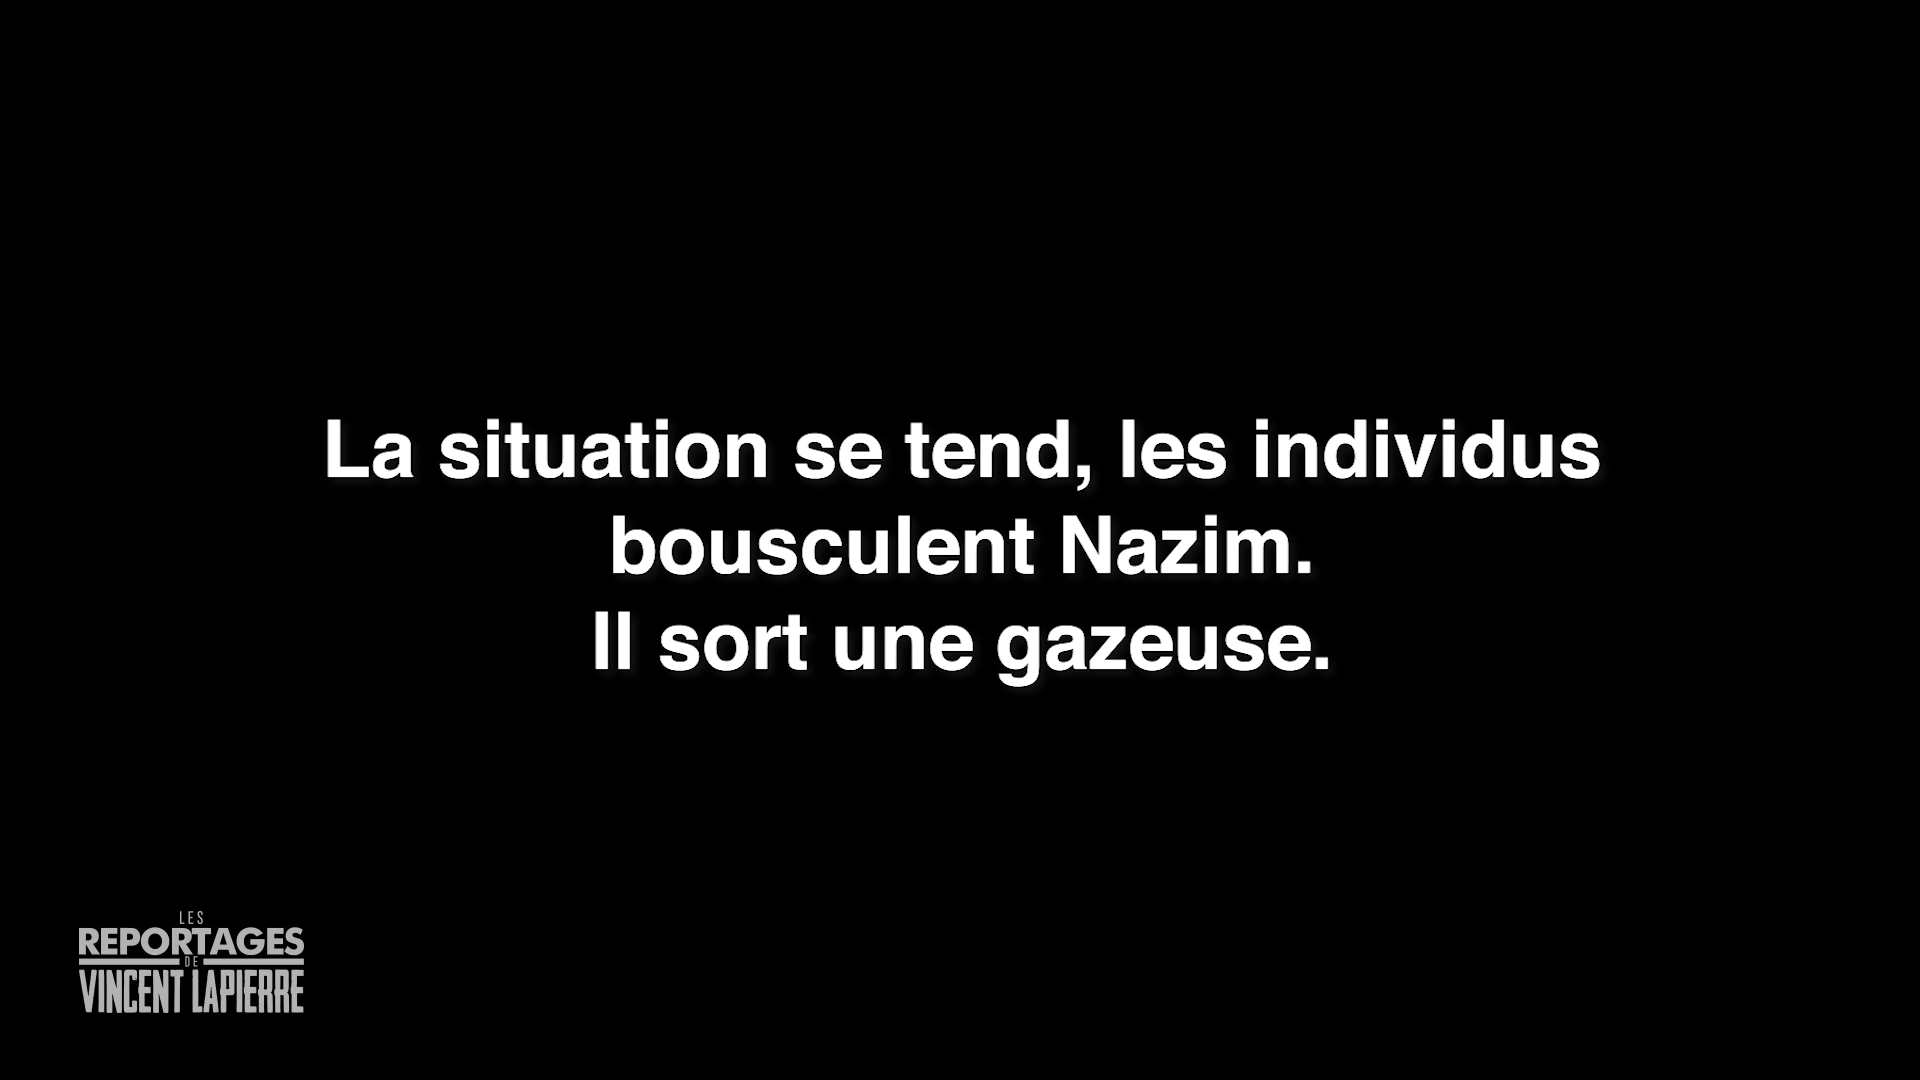 La situation se tend, les individus
bousculent Nazim.
Il sort une gazeuse.
LES
REPORTAGES
DE
VINCENT LAPIERRE